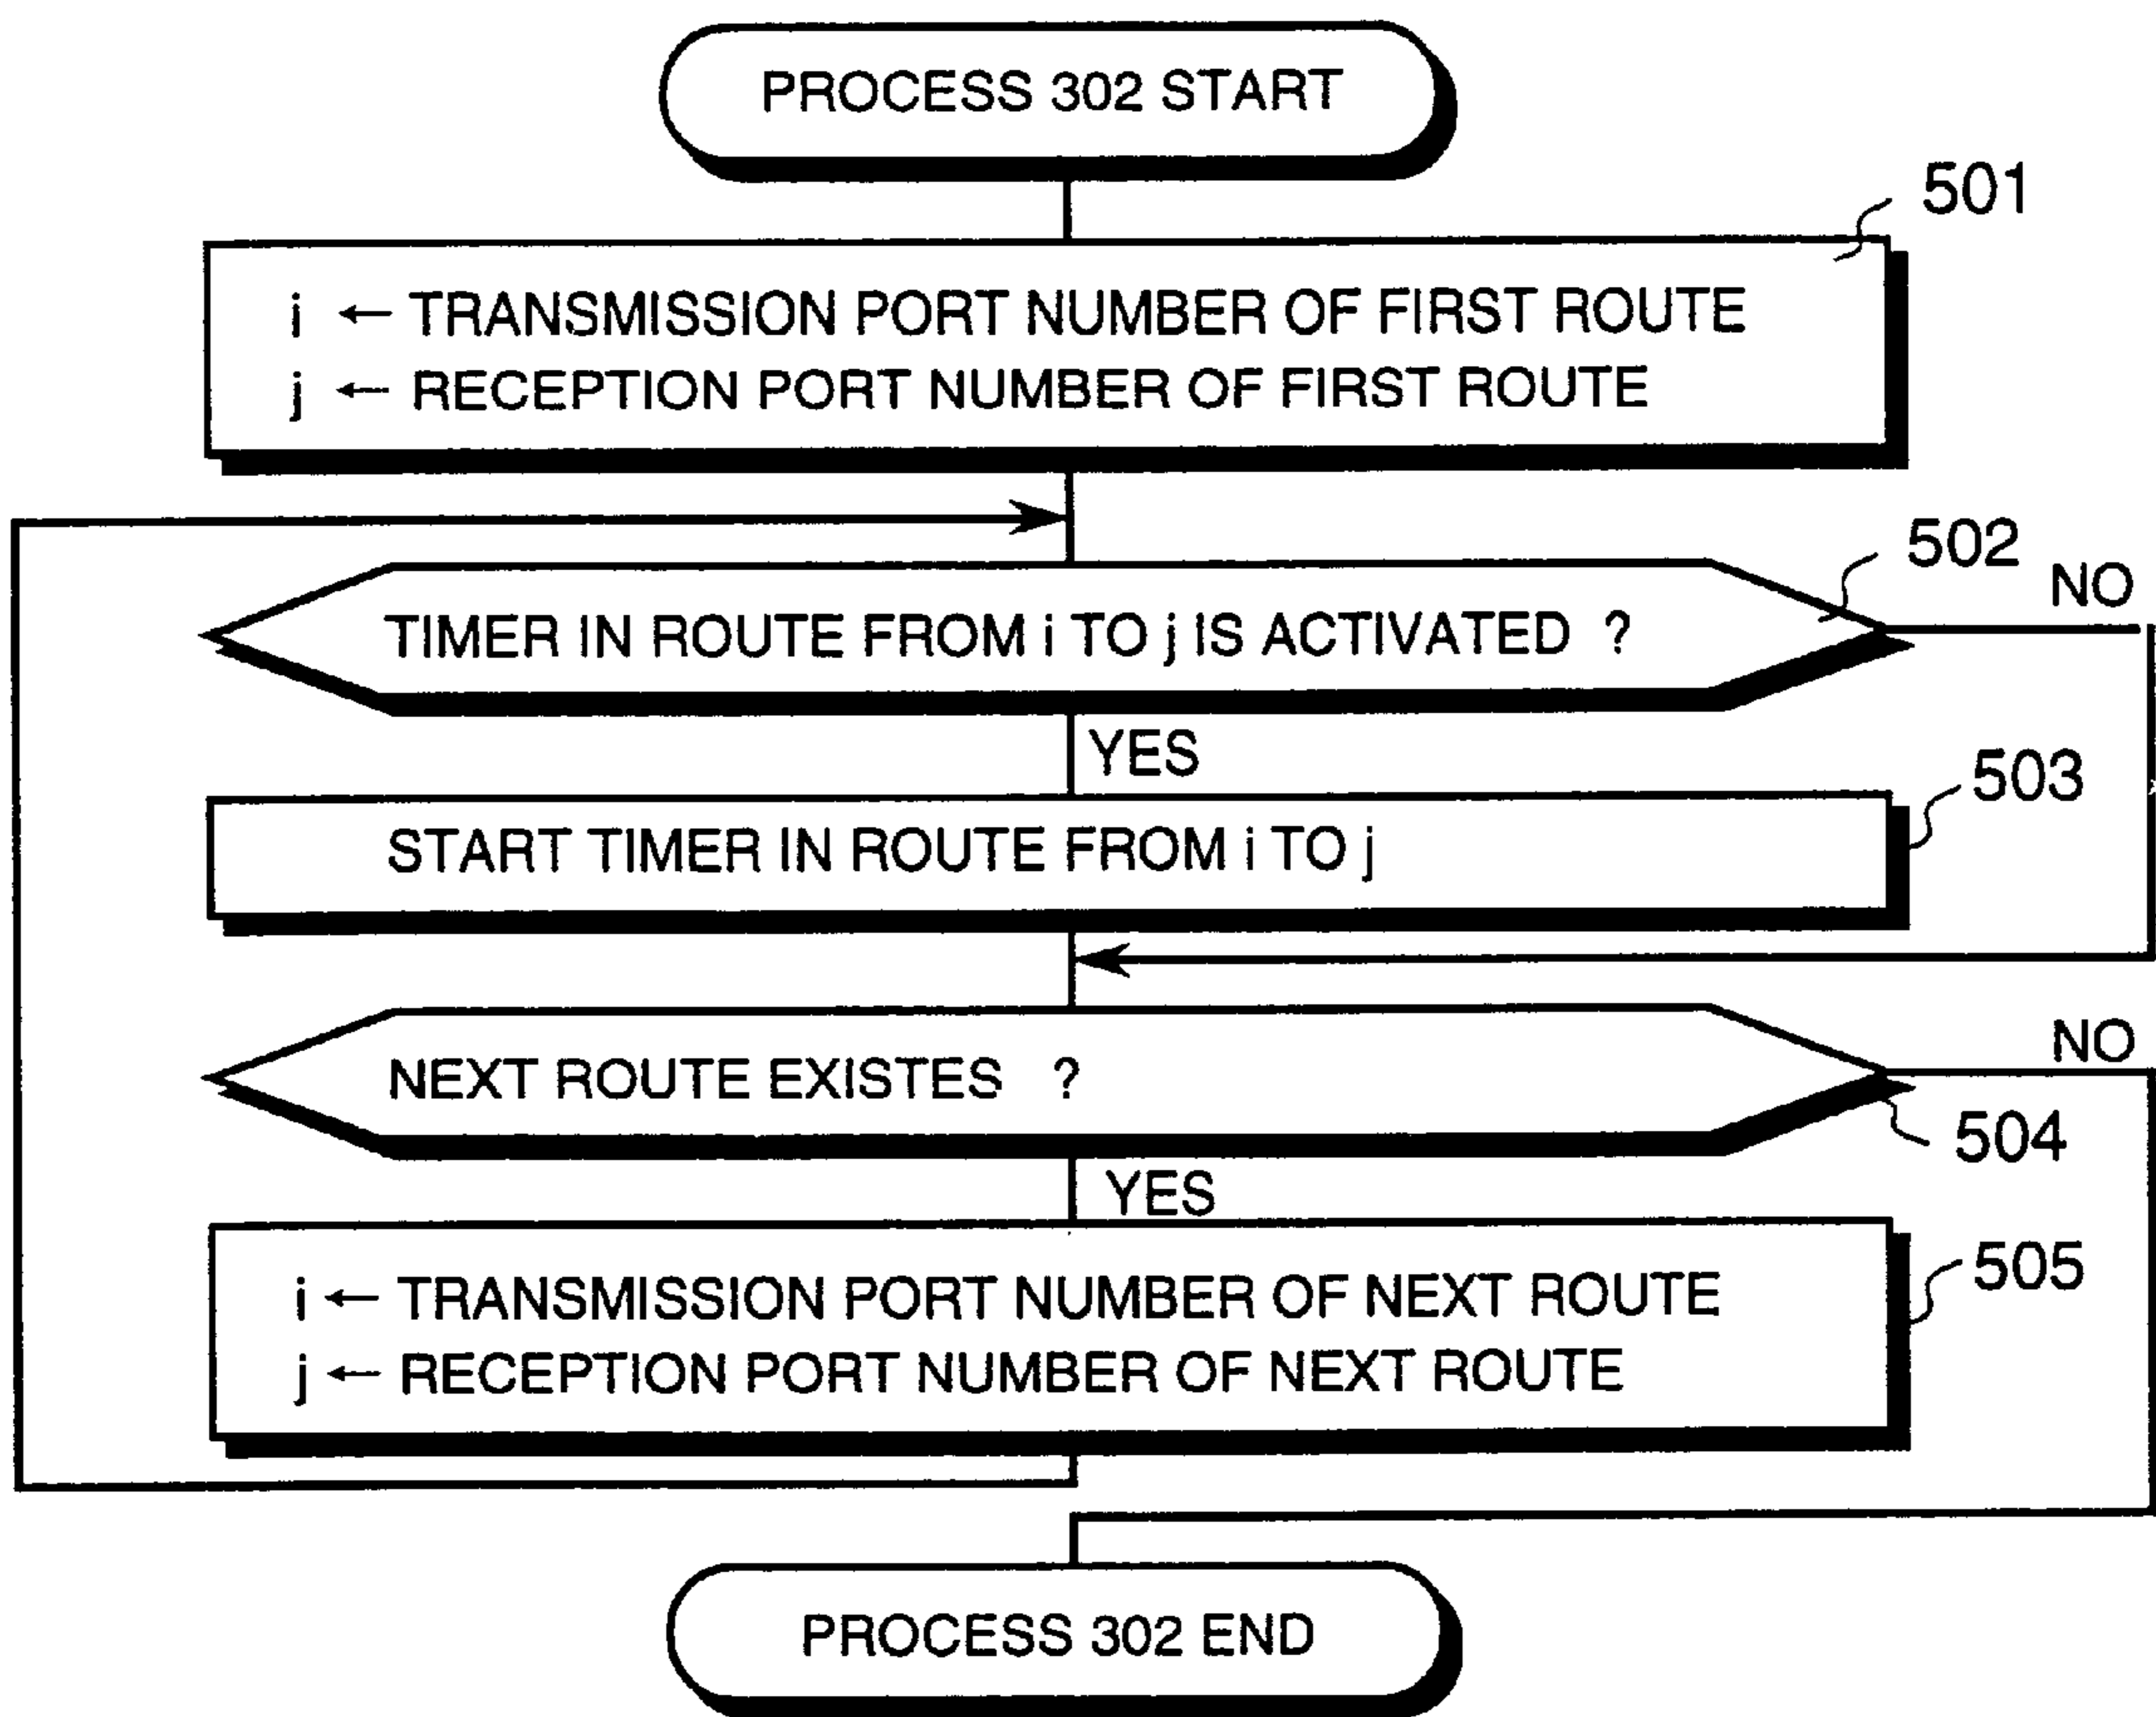 PROCESS 302 START
501
i ← TRANSMISSION PORT NUMBER OF FIRST ROUTE
j ← RECEPTION PORT NUMBER OF FIRST ROUTE
502
NO
TIMER IN ROUTE FROM i TO j IS ACTIVATED ?
YES
503
START TIMER IN ROUTE FROM i TO j
NO
NEXT ROUTE EXISTES ?
504
YES
505
i ← TRANSMISSION PORT NUMBER OF NEXT ROUTE
j ← RECEPTION PORT NUMBER OF NEXT ROUTE
PROCESS 302 END